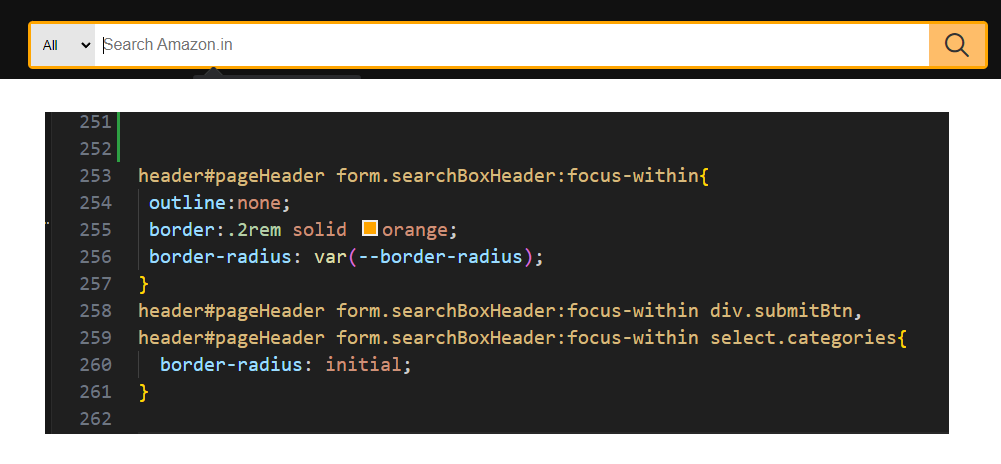 All
Search Amazon.in
251
252
253 header#pageHeader form.searchBoxHeader:focus-within{
254 outline:none;
255 border:.2rem solid orange;
256 border-radius: var(--border-radius);
257 }
258 header#pageHeader form.searchBoxHeader:focus-within div.submitBtn,
259 header#pageHeader form.searchBoxHeader:focus-within select.categories{
260 border-radius: initial;
261 }
262